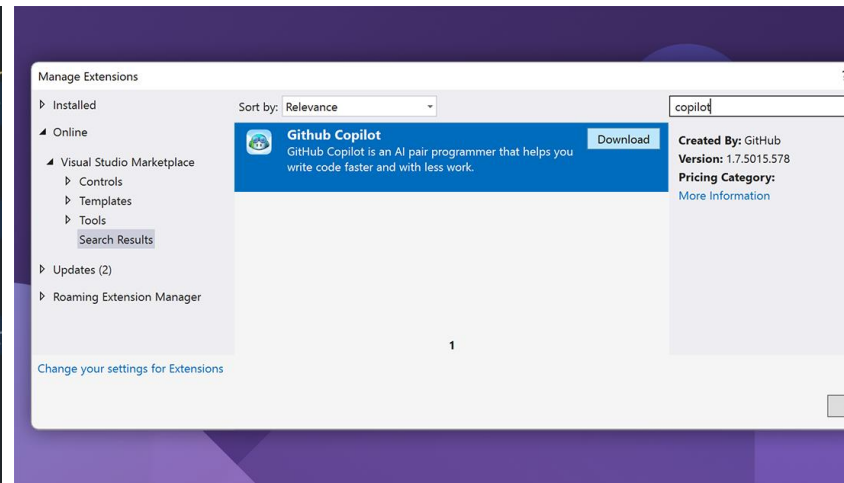 Manage Extensions
Installed
Online
Visual Studio Marketplace
Controls
Templates
Tools
Search Results
Updates (2)
Roaming Extension Manager
Change your settings for Extensions
Sort by: Relevance
Github Copilot
Download
GitHub Copilot is an AI pair programmer that helps you
write code faster and with less work.
1
copilot
Created By: GitHub
Version: 1.7.5015.578
Pricing Category:
More Information